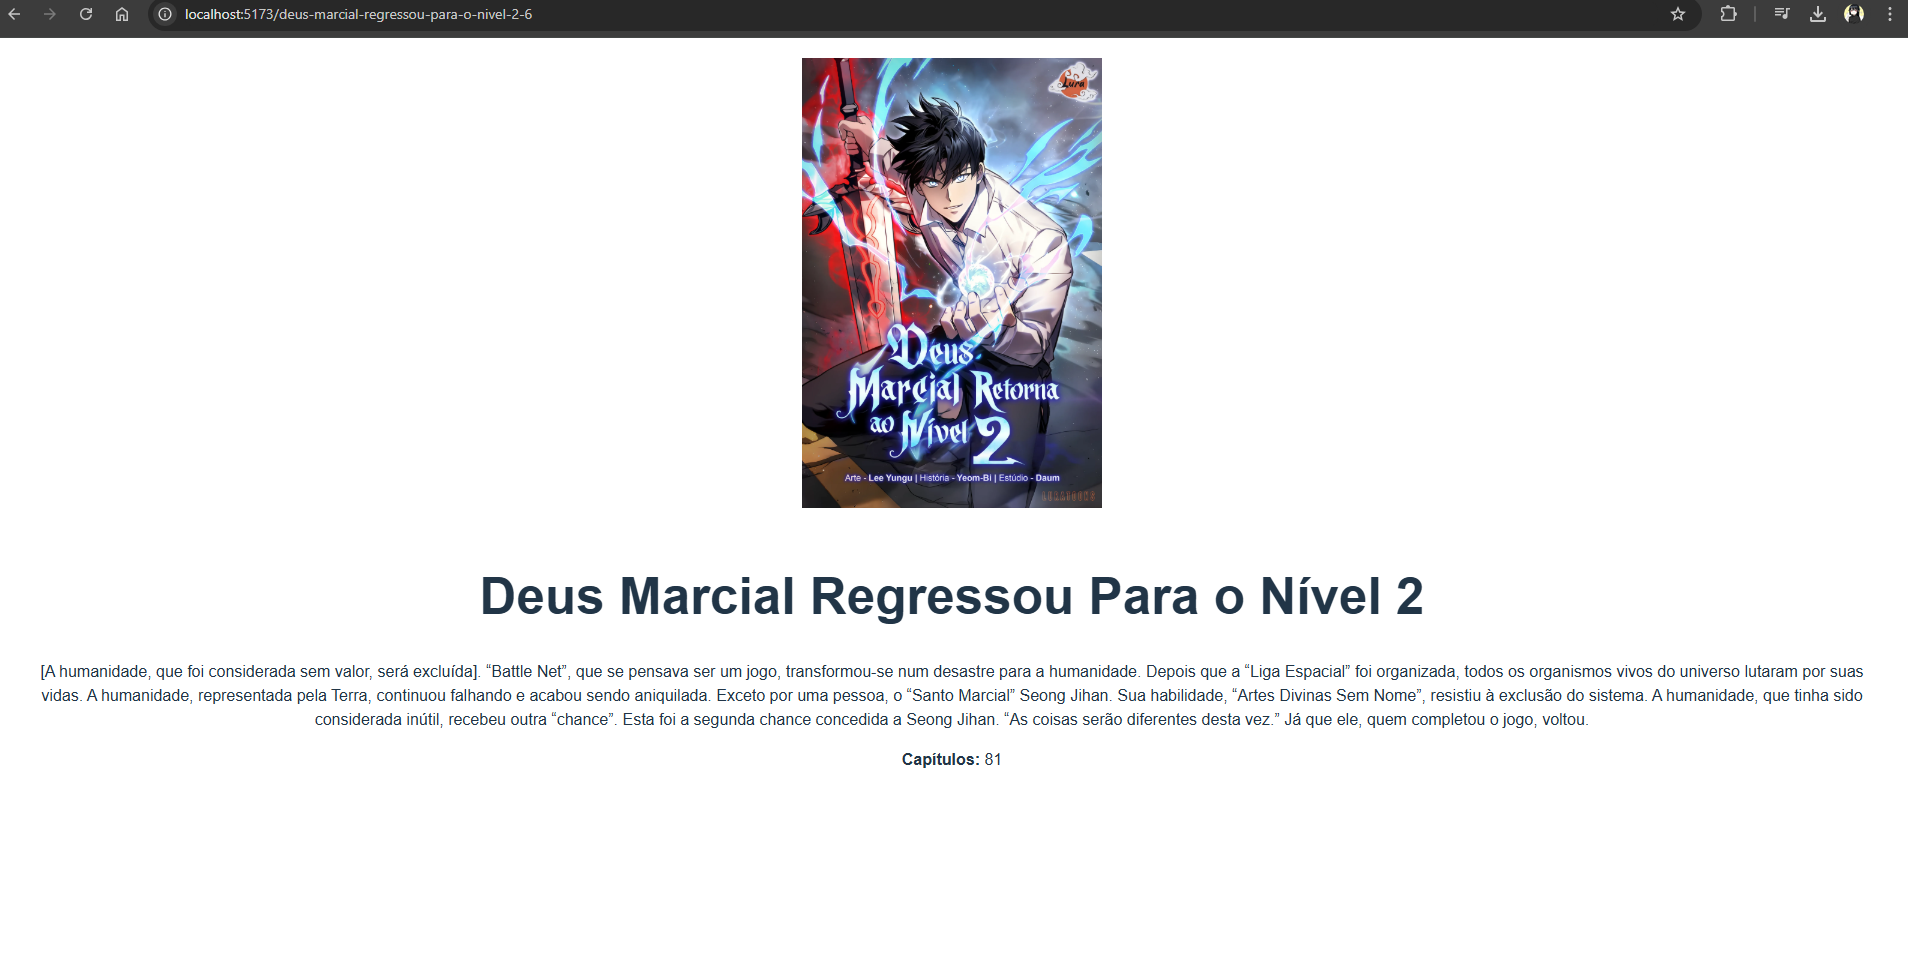 localhost:5173/deus-marcial-regressou-para-o-nivel-2-6
Lura
Deus
Marcial Retorna
ao Nível 2
Arte - Lee Yungu | História - Yeom-Bi | Estúdio - Daum
Deus Marcial Regressou Para o Nível 2
[A humanidade, que foi considerada sem valor, será excluída]. “Battle Net”, que se pensava ser um jogo, transformou-se num desastre para a humanidade. Depois que a “Liga Espacial” foi organizada, todos os organismos vivos do universo lutaram por suas
vidas. A humanidade, representada pela Terra, continuou falhando e acabou sendo aniquilada. Exceto por uma pessoa, o “Santo Marcial” Seong Jihan. Sua habilidade, “Artes Divinas Sem Nome”, resistiu à exclusão do sistema. A humanidade, que tinha sido
considerada inútil, recebeu outra “chance”. Esta foi a segunda chance concedida a Seong Jihan. “As coisas serão diferentes desta vez.” Já que ele, quem completou o jogo, voltou.
Capítulos: 81